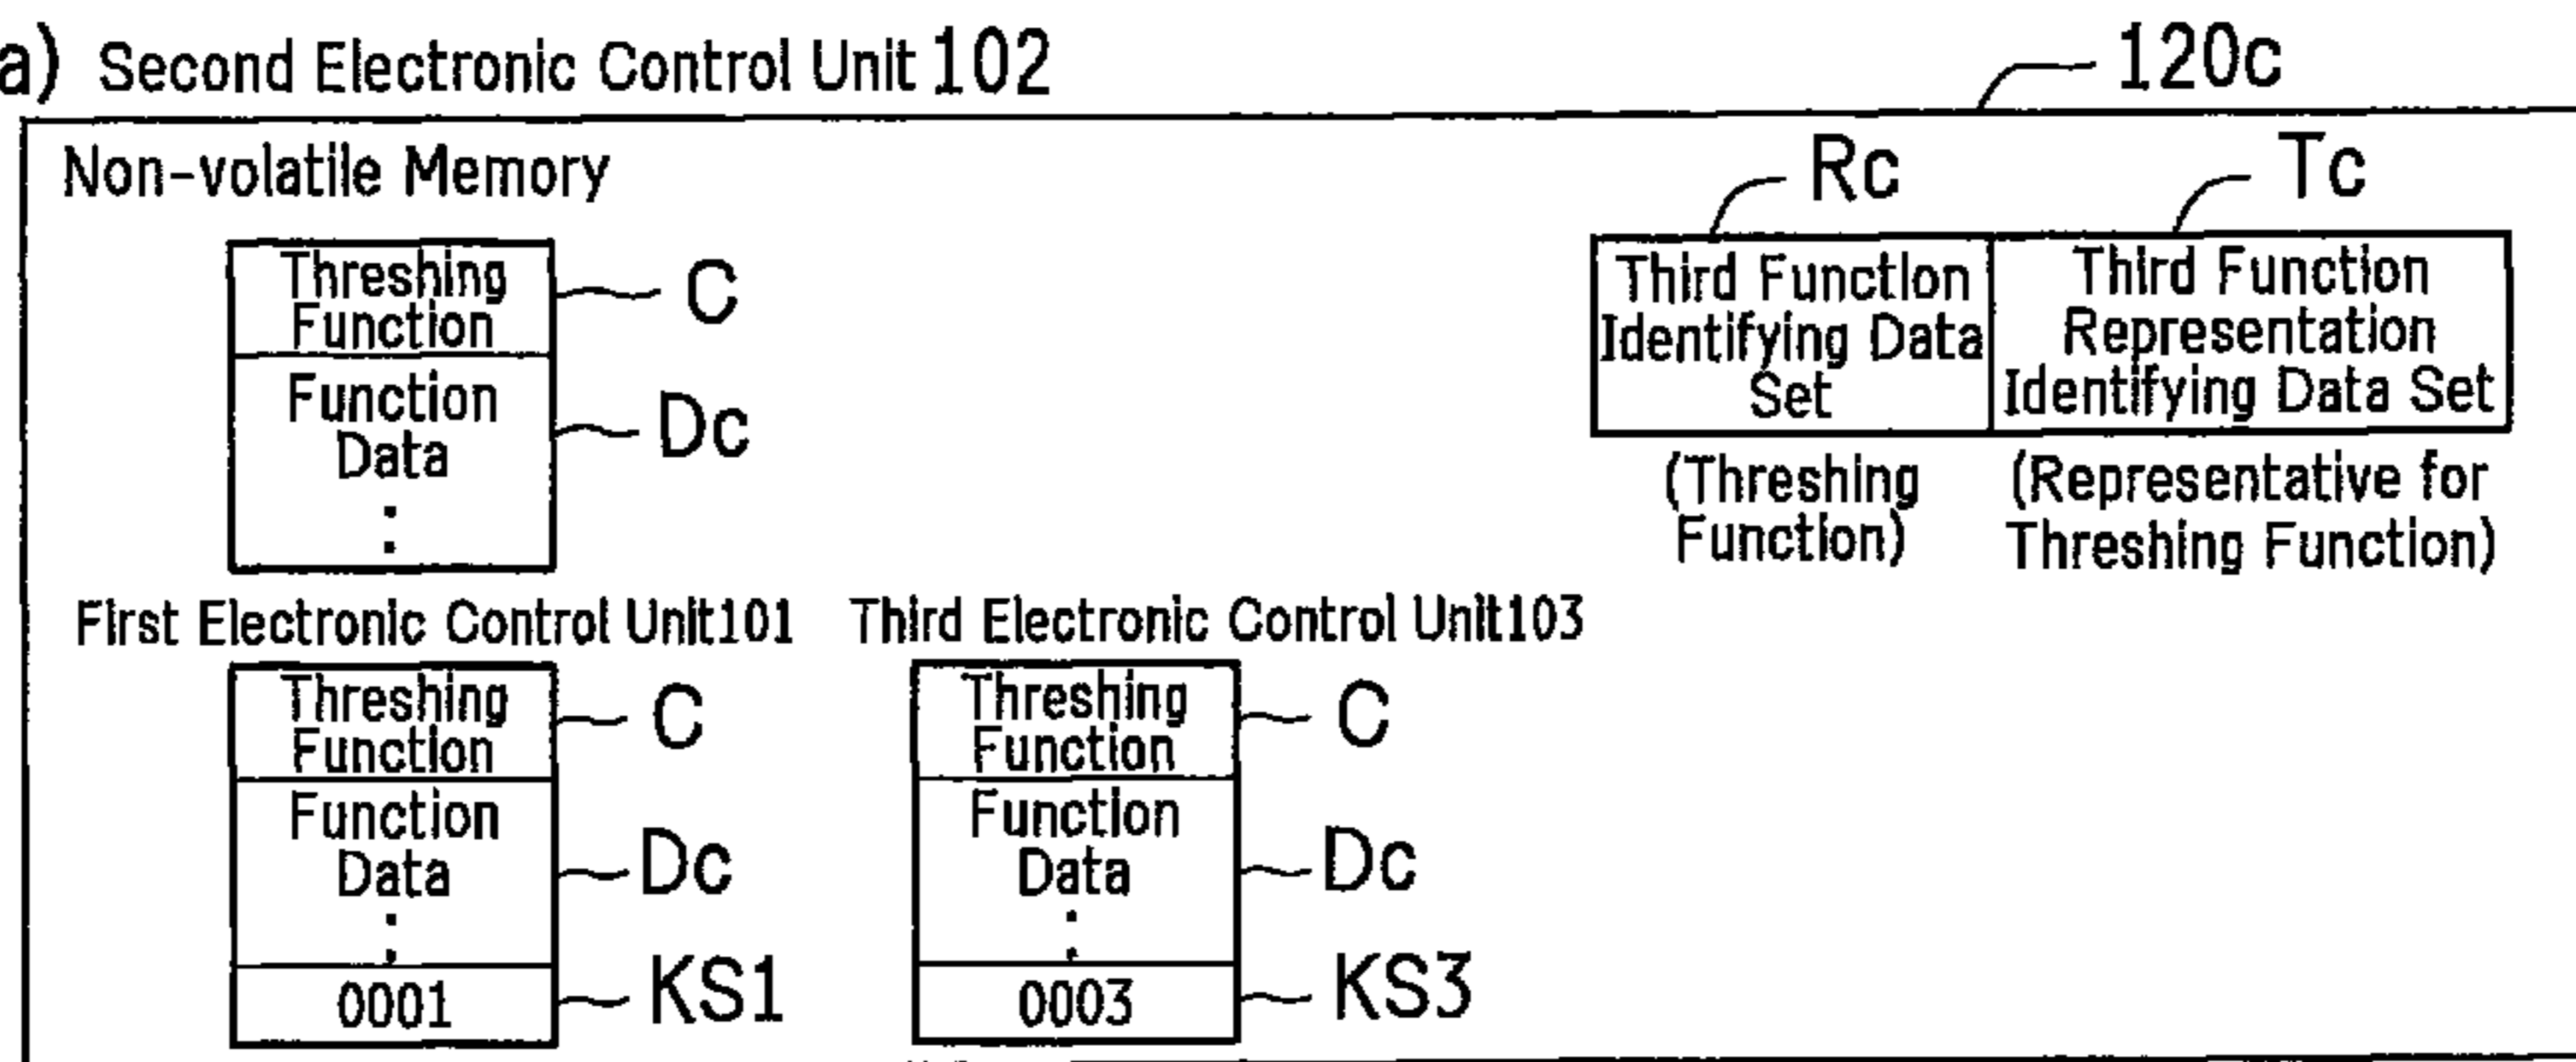 a) Second Electronic Control Unit 102
120c
Non-volatile Memory
Rc
Tc
Threshing
Function
C
Function
Data
Dc
Third Function
Identifying Data
Set
Third Function
Representation
Identifying Data Set
(Threshing
Function)
(Representative for
Threshing Function)
First Electronic Control Unit101
Third Electronic Control Unit103
Threshing
Function
C
Function
Data
Dc
0001
KS1
Threshing
Function
C
Function
Data
Dc
0003
KS3